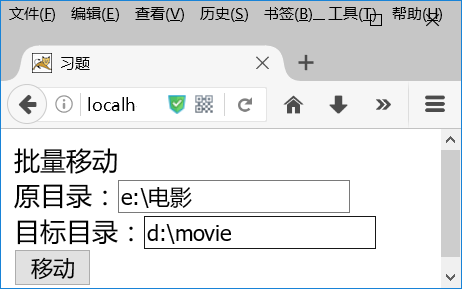 文件(F) 编辑(E) 查看(V) 历史(S) 书签(B) 工具(T) 帮助(H)
习题
localh
批量移动
原目录：e:\电影
目标目录：d:\movie
移动